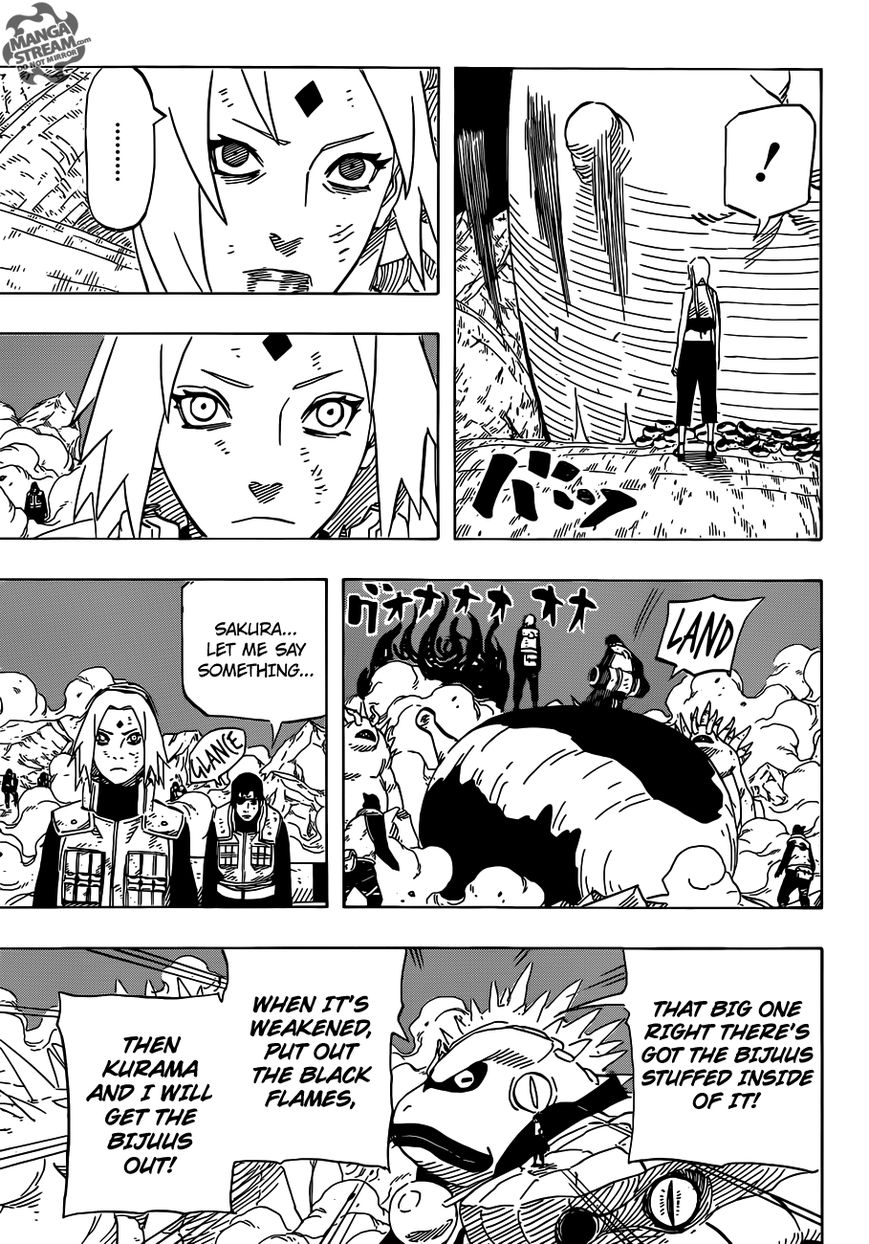 MANGA
STREAM.com
DO NOT MIRROR
!
バッ
.........
LAND
グオオオオ オオ
SAKURA...
LET ME SAY
SOMETHING...
GLANCE
THAT BIG ONE
RIGHT THERE'S
GOT THE BIJUUS
STUFFED INSIDE
OF IT!
WHEN IT'S
WEAKENED,
PUT OUT
THE BLACK
FLAMES,
THEN
KURAMA
AND I WILL
GET THE
BIJUUS
OUT!